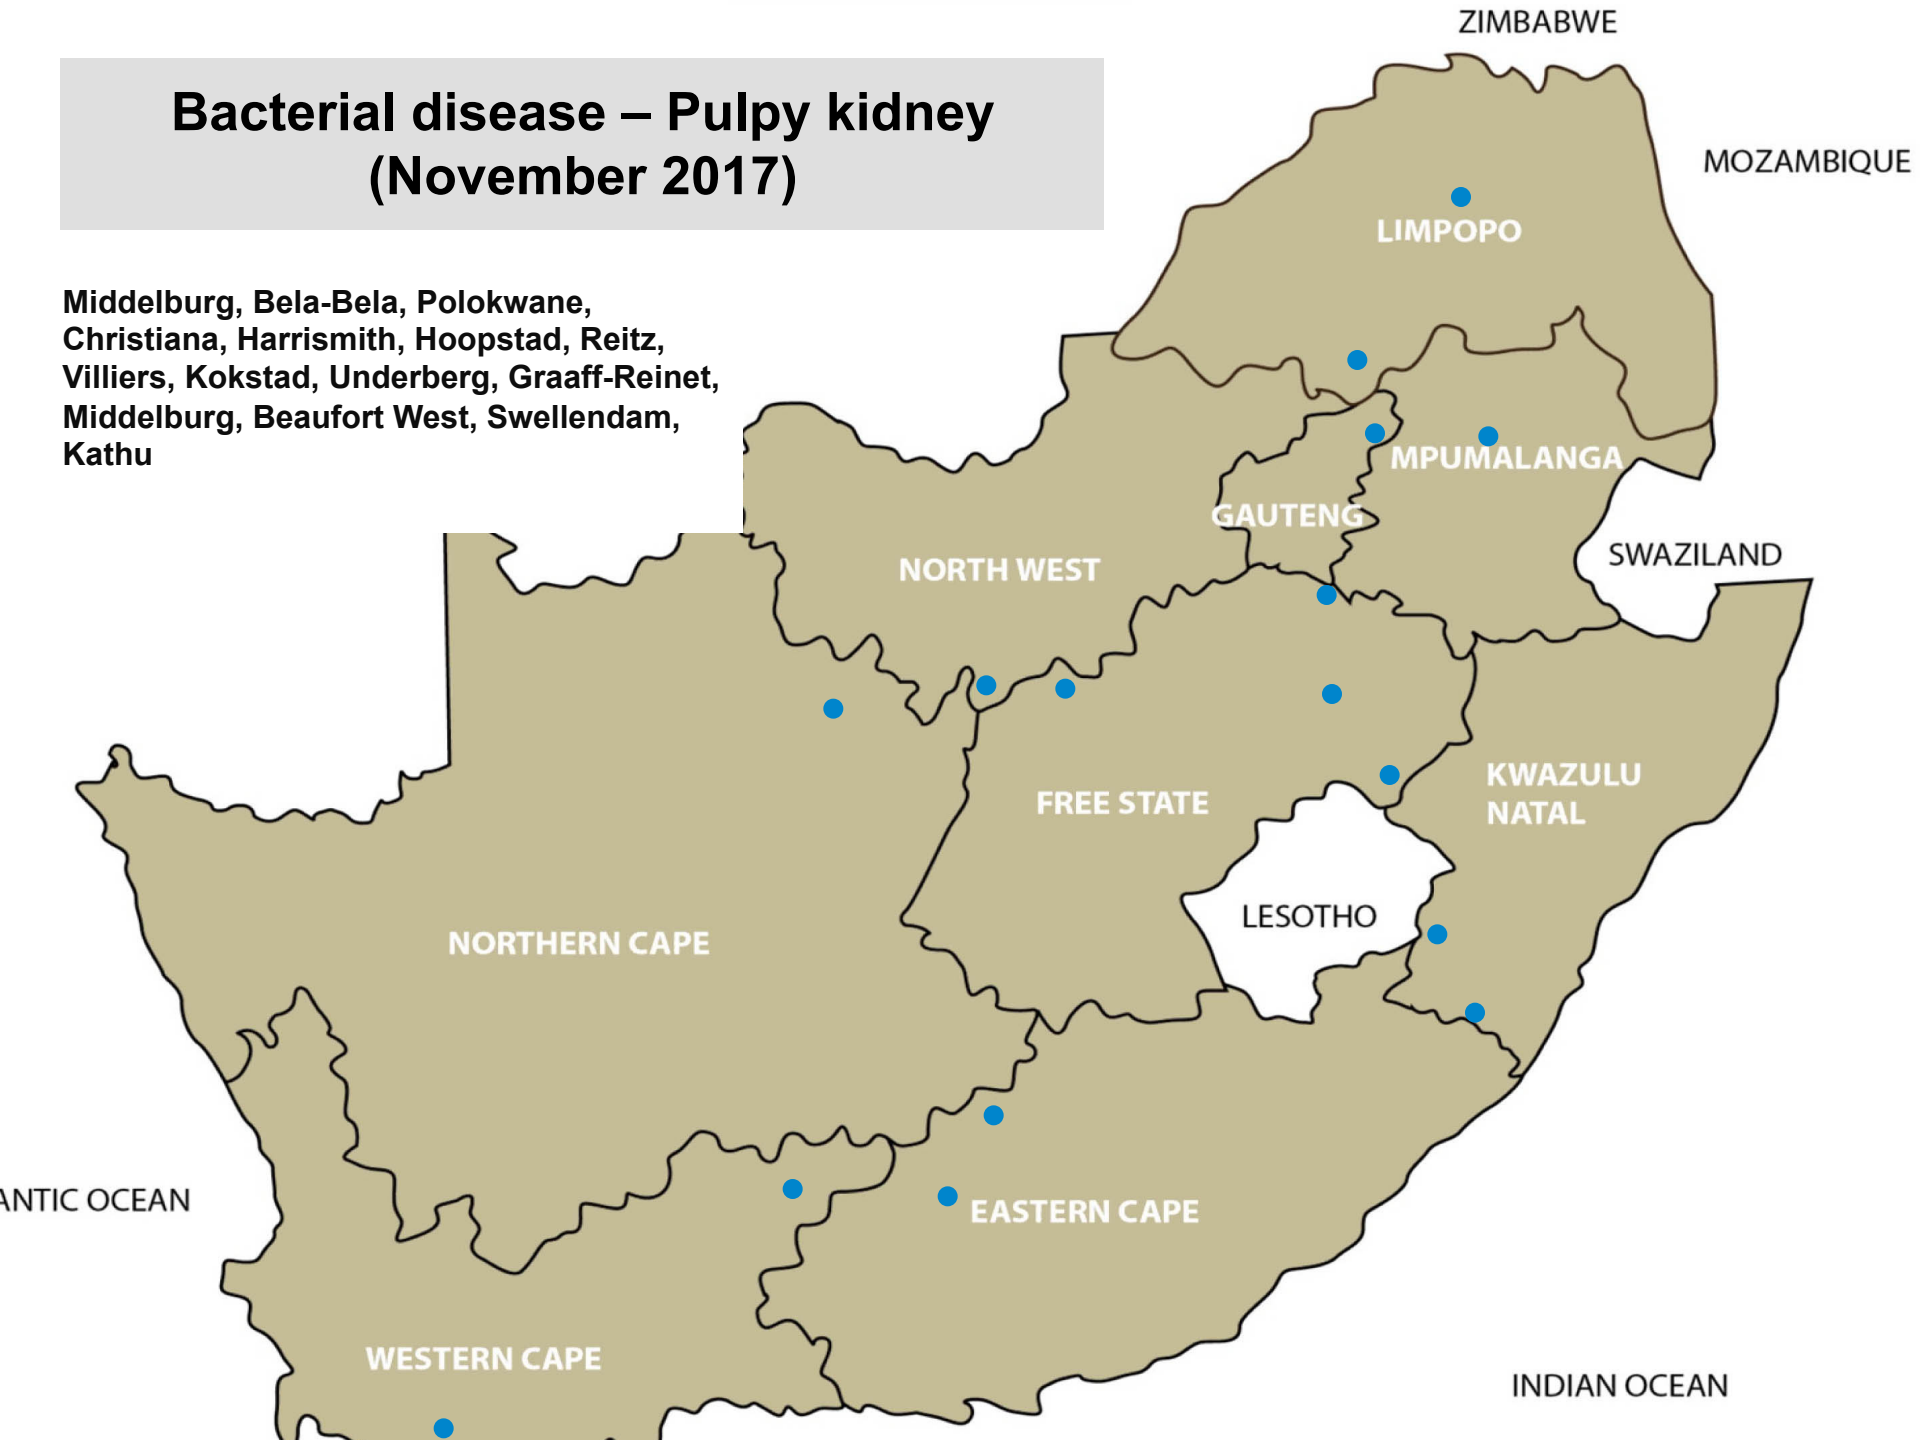 Bacterial disease – Pulpy kidney
(November 2017)
Middelburg, Bela-Bela, Polokwane,
Christiana, Harrismith, Hoopstad, Reitz,
Villiers, Kokstad, Underberg, Graaff-Reinet,
Middelburg, Beaufort West, Swellendam,
Kathu
ZIMBABWE
MOZAMBIQUE
LIMPOPO
MPUMALANGA
GAUTENG
SWAZILAND
NORTH WEST
KWAZULU
NATAL
FREE STATE
LESOTHO
NORTHERN CAPE
ANTIC OCEAN
EASTERN CAPE
WESTERN CAPE
INDIAN OCEAN